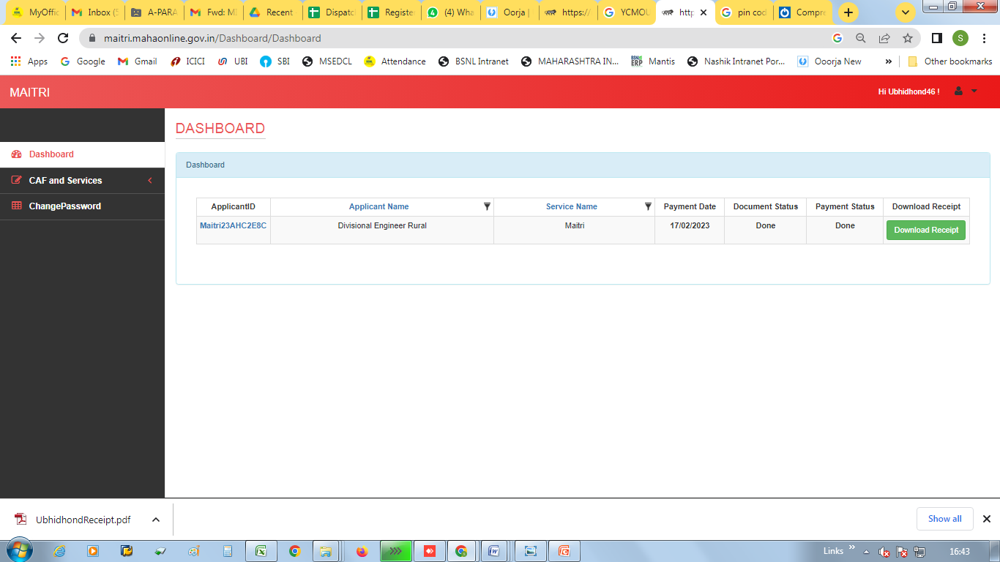 MyOffic
Inbox (5
A-PARA
Fwd: MI
Recent
Dispatc
Registe
(4) Wha
Oorja
https://
YCMOU
http
pin cod
Compre
maitri.mahaonline.gov.in/Dashboard/Dashboard
S
Apps
Google
Gmail
ICICI
UBI
SBI
MSEDCL
Attendance
BSNL Intranet
MAHARASHTRA IN...
Mantis
Nashik Intranet Por...
Ooorja New
»
Other bookmarks
MAITRI
Hi Ubhidhond46 !
DASHBOARD
Dashboard
CAF and Services
ChangePassword
Dashboard
ApplicantID Applicant Name Service Name Payment Date Document Status Payment Status Download Receipt
Maitri23AHC2E8C Divisional Engineer Rural Maitri 17/02/2023 Done Done Download Receipt
UbhidhondReceipt.pdf
Show all
Links
16:43